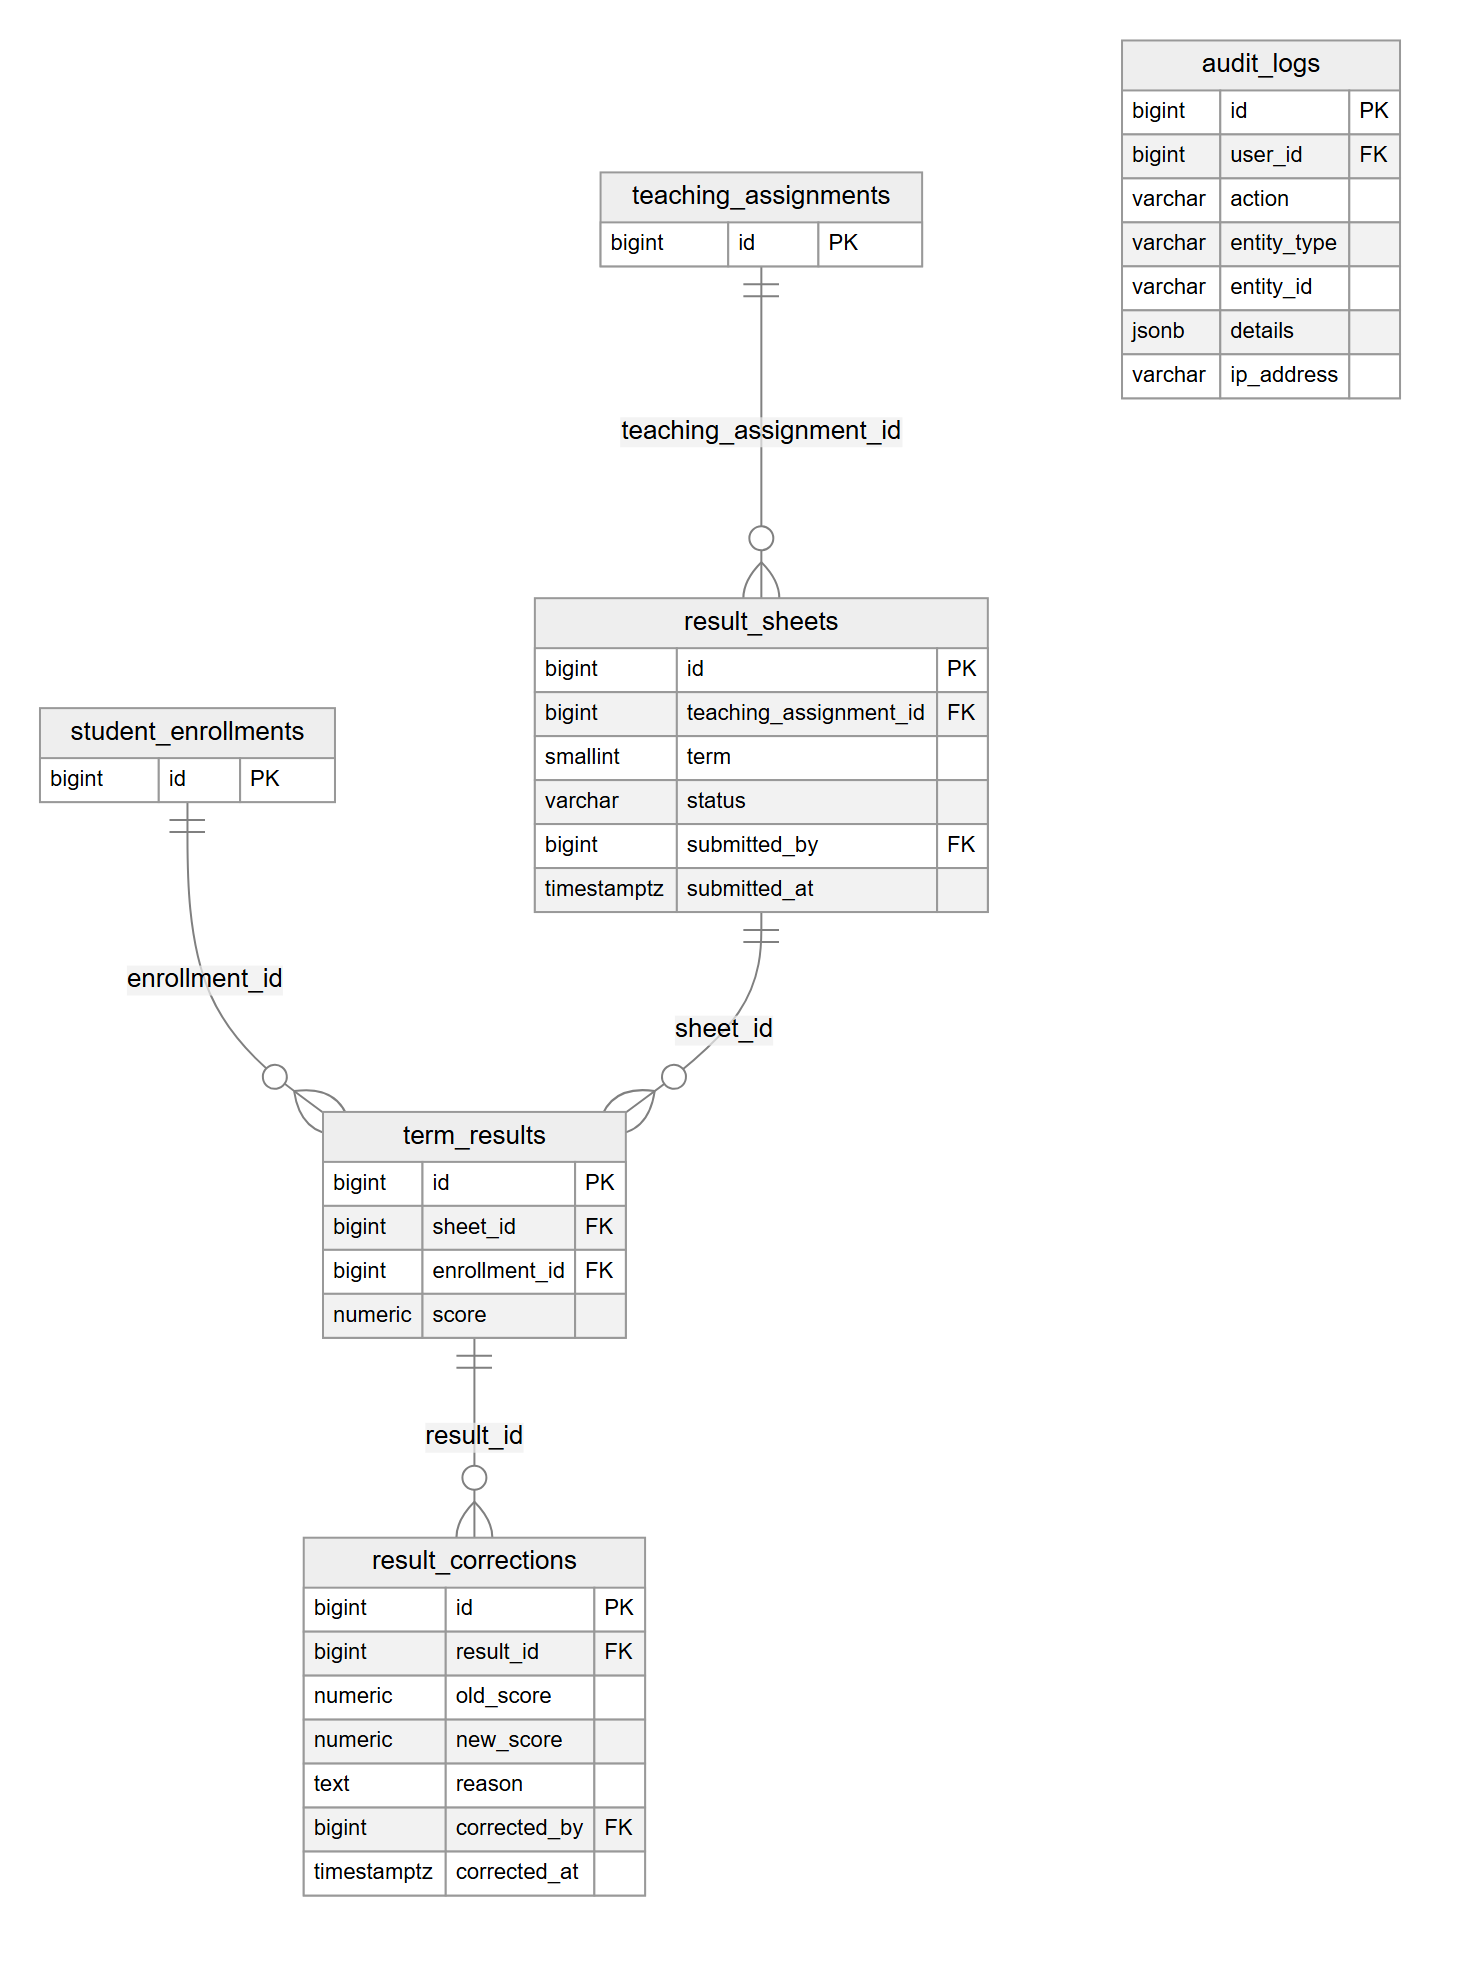 audit_logs
bigint id PK
bigint user_id FK
varchar action
varchar entity_type
varchar entity_id
jsonb details
varchar ip_address
teaching_assignments
bigint id PK
teaching_assignment_id
result_sheets
bigint id PK
bigint teaching_assignment_id FK
smallint term
varchar status
bigint submitted_by FK
timestamptz submitted_at
student_enrollments
bigint id PK
enrollment_id
sheet_id
term_results
bigint id PK
bigint sheet_id FK
bigint enrollment_id FK
numeric score
result_id
result_corrections
bigint id PK
bigint result_id FK
numeric old_score
numeric new_score
text reason
bigint corrected_by FK
timestamptz corrected_at